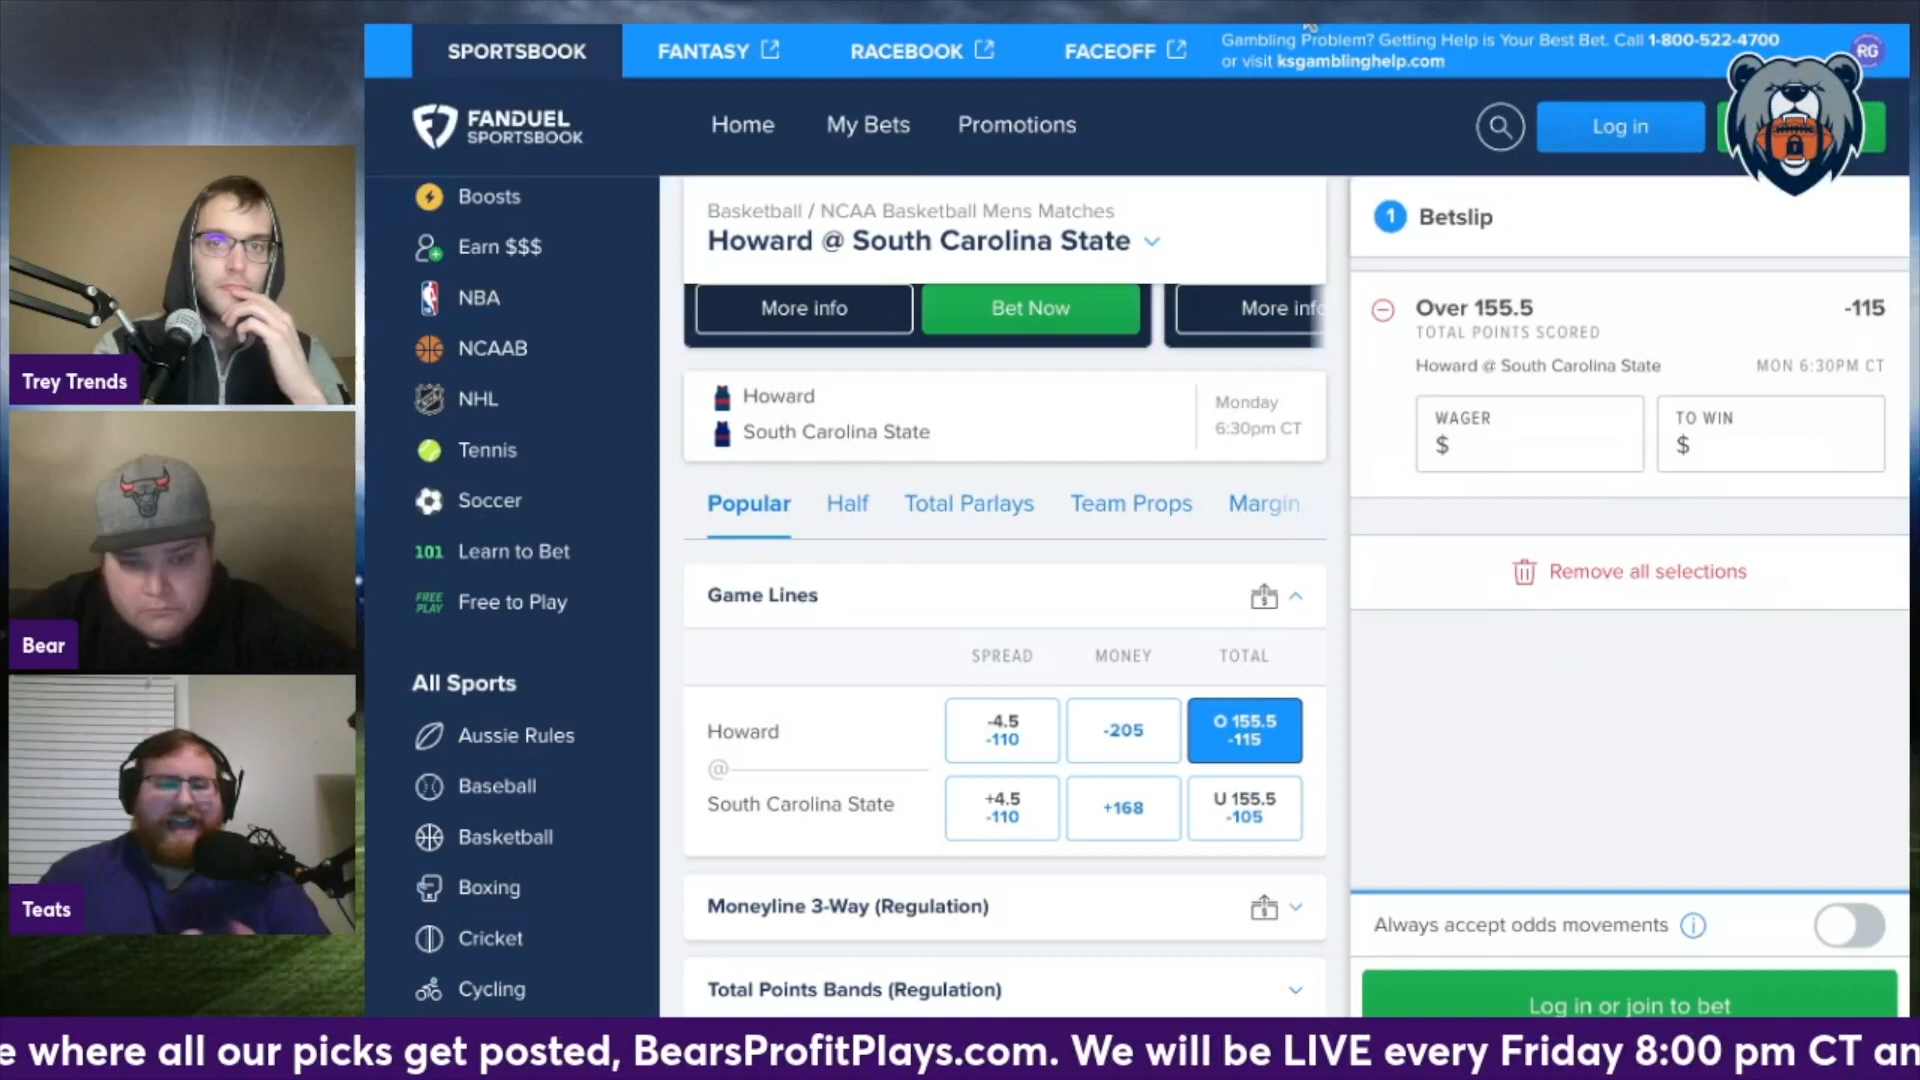 SPORTSBOOK
FANTASY
RACEBOOK
FACEOFF
Gambling Problem? Getting Help is Your Best Bet. Call 1-800-522-4700
or visit ksgamblinghelp.com
RG
FANDUEL
SPORTSBOOK
Home
My Bets
Promotions
Log in
Trey Trends
Bear
Teats
Boosts
Earn $$$
NBA
NCAAB
NHL
Tennis
Soccer
101 Learn to Bet
FREE PLAY Free to Play
All Sports
Aussie Rules
Baseball
Basketball
Boxing
Cricket
Cycling
Basketball / NCAA Basketball Mens Matches
Howard @ South Carolina State
More info
Bet Now
More info
Howard
South Carolina State
Monday
6:30pm CT
Popular
Half
Total Parlays
Team Props
Margin
Game Lines
SPREAD
MONEY
TOTAL
Howard
-4.5
-110
-205
O 155.5
-115
@
South Carolina State
+4.5
-110
+168
U 155.5
-105
Moneyline 3-Way (Regulation)
Total Points Bands (Regulation)
1 Betslip
Over 155.5
-115
TOTAL POINTS SCORED
Howard @ South Carolina State
MON 6:30PM CT
WAGER
$
TO WIN
$
Remove all selections
Always accept odds movements
Log in or join to bet
e where all our picks get posted, BearsProfitPlays.com. We will be LIVE every Friday 8:00 pm CT an